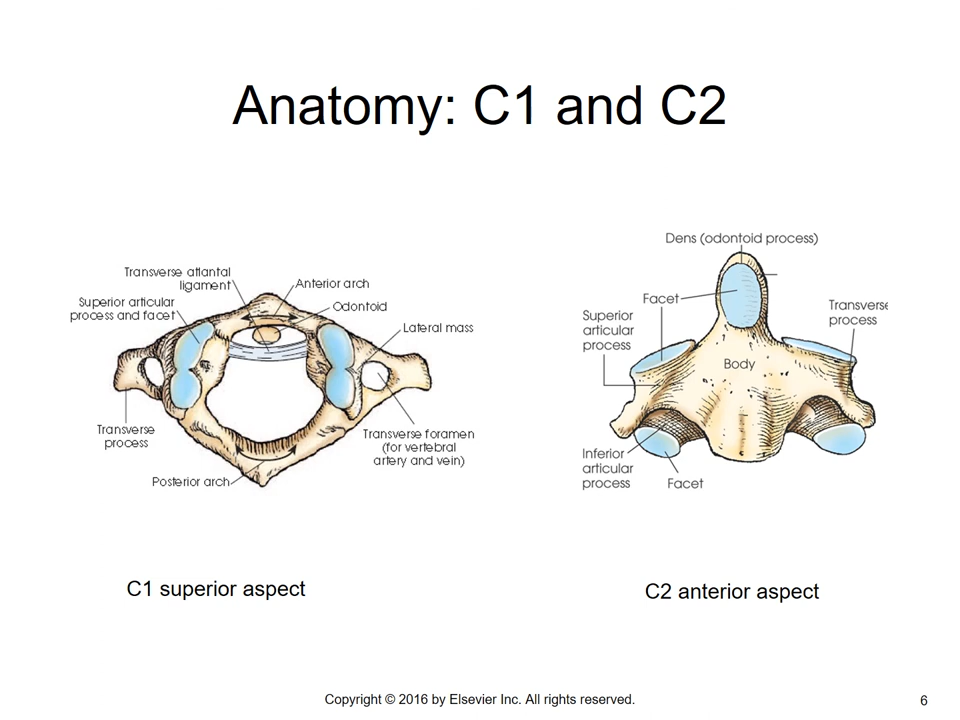 Anatomy: C1 and C2
Transverse atlantal
ligament
Anterior arch
Superior articular
process and facet
Odontoid
Lateral mass
Transverse
process
Transverse foramen
(for vertebral
artery and vein)
Posterior arch
Dens (odontoid process)
Facet
Superior
articular
process
Transverse
process
Body
Inferior
articular
process
Facet
C1 superior aspect
C2 anterior aspect
Copyright © 2016 by Elsevier Inc. All rights reserved.
6